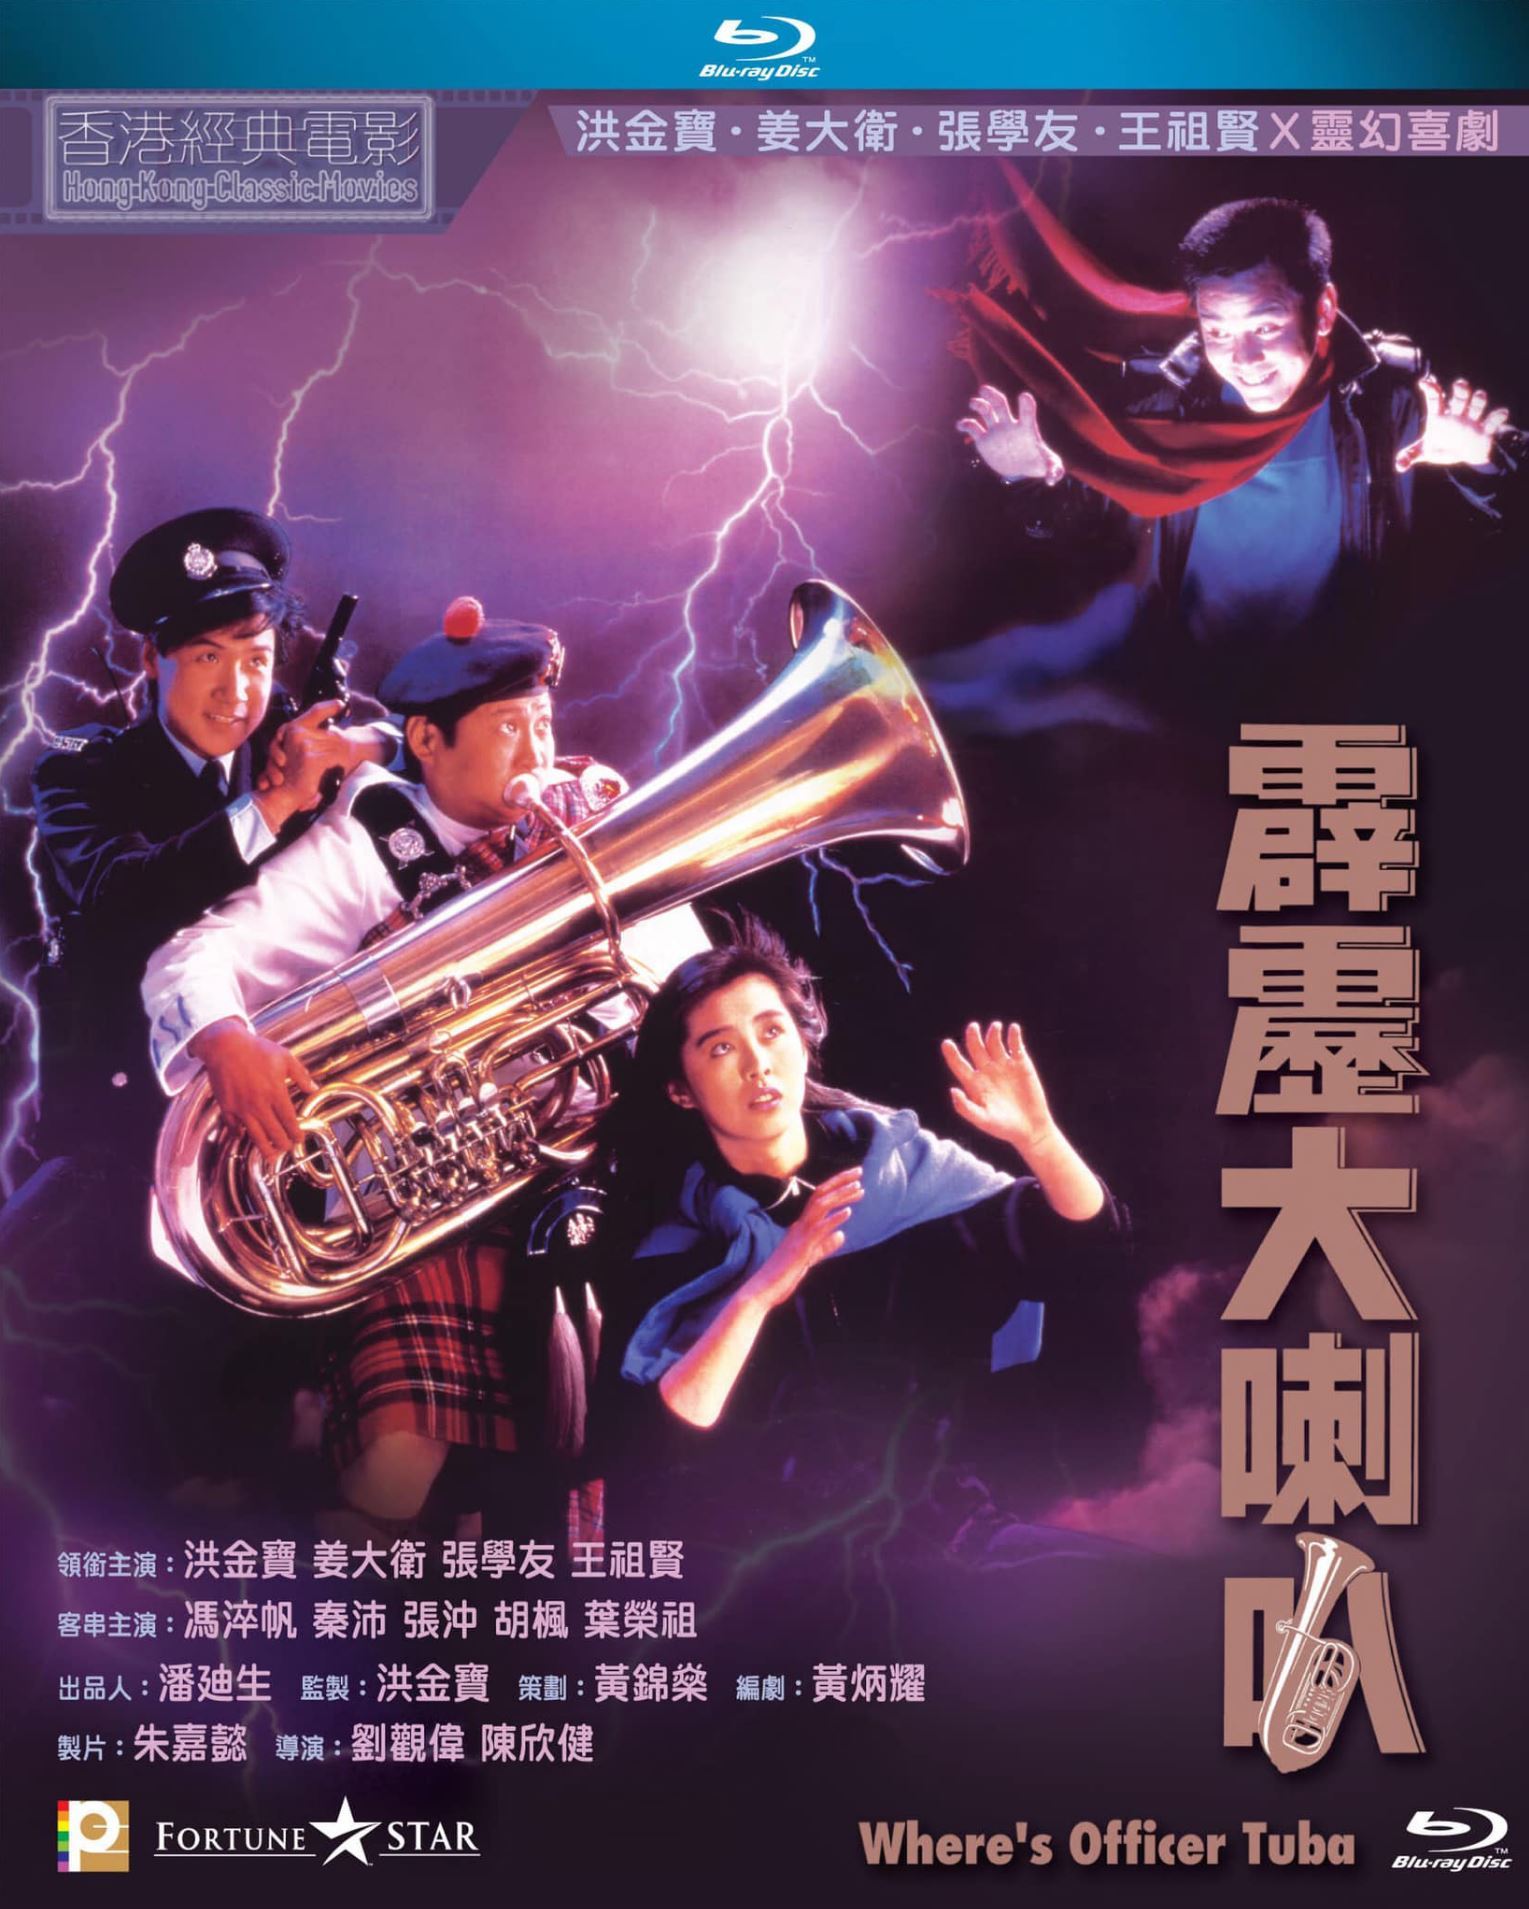 Blu-ray Disc™
香港經典電影
Hong Kong Classic Movies
洪金寶・姜大衛・張學友・王祖賢 X 靈幻喜劇
霹靂大喇叭
領銜主演：洪金寶 姜大衛 張學友 王祖賢
客串主演：馮淬帆 秦沛 張沖 胡楓 葉榮祖
出品人：潘廸生 監製：洪金寶 策劃：黃錦燊 編劇：黃炳耀
製片：朱嘉懿 導演：劉觀偉 陳欣健
FORTUNE STAR™
Where's Officer Tuba
Blu-ray Disc™